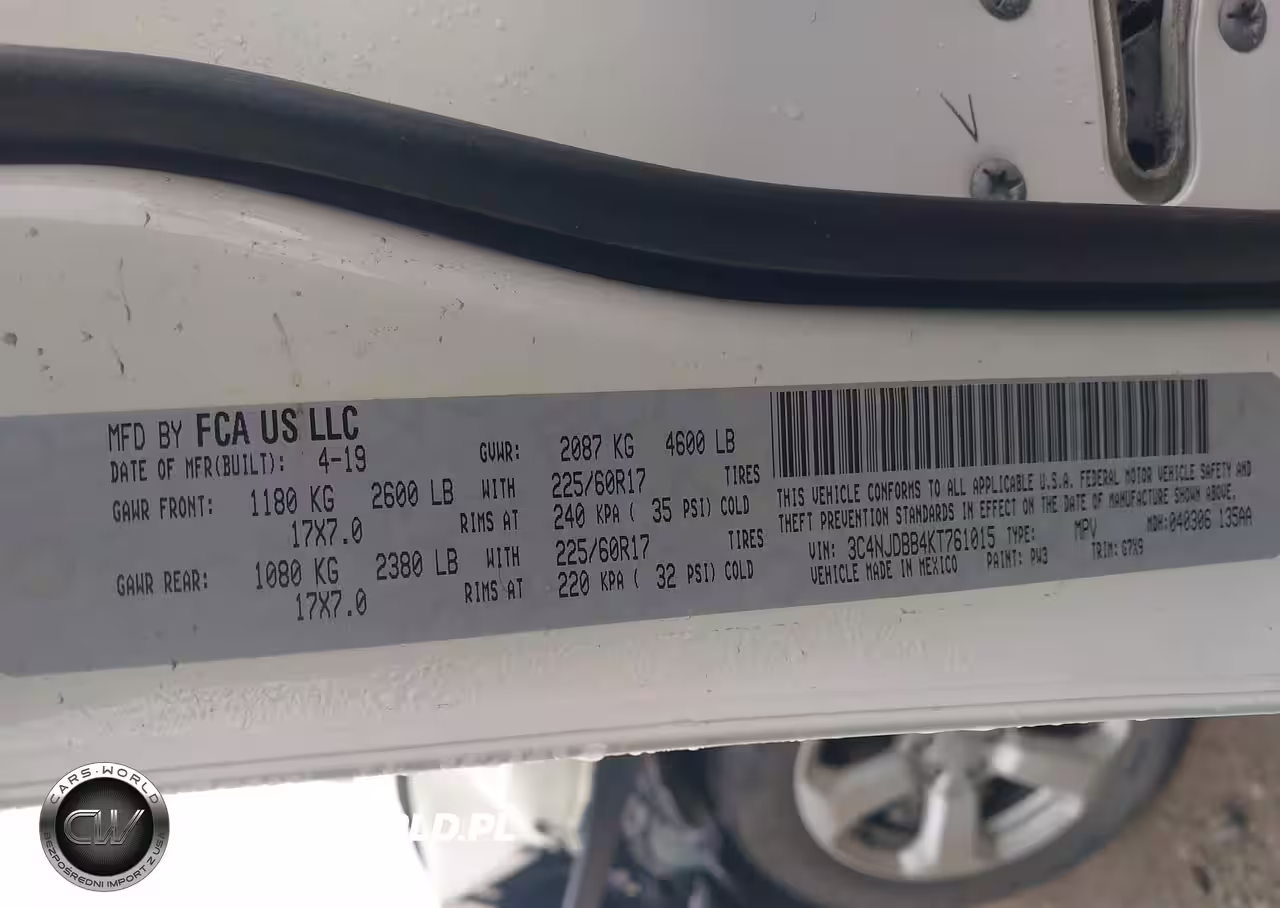 MFD BY FCA US LLC
DATE OF MFR(BUILT): 4-19
GVWR: 2087 KG 4600 LB
GAWR FRONT: 1180 KG 2600 LB WITH 225/60R17 TIRES
17X7.0 RIMS AT 240 KPA ( 35 PSI) COLD
GAWR REAR: 1080 KG 2380 LB WITH 225/60R17 TIRES
17X7.0 RIMS AT 220 KPA ( 32 PSI) COLD
THIS VEHICLE CONFORMS TO ALL APPLICABLE U.S.A. FEDERAL MOTOR VEHICLE SAFETY AND
THEFT PREVENTION STANDARDS IN EFFECT ON THE DATE OF MANUFACTURE SHOWN ABOVE.
VIN: 3C4NJDBB4KT761015 TYPE: MPV MDH:040306 135AA
VEHICLE MADE IN MEXICO PAINT: PW3 TRIM: G7X9
V
CARS-WORLD
CW
BEZPOŚREDNI IMPORT Z USA
LD.PL